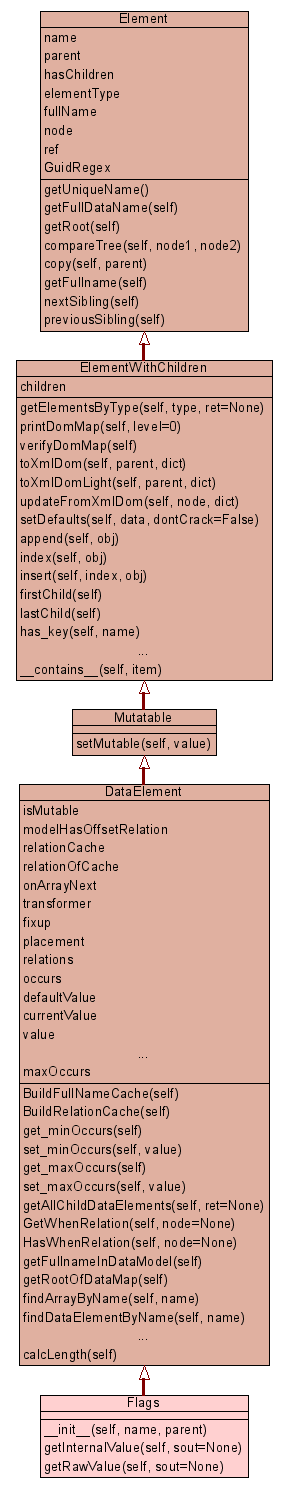 Element
name
parent
hasChildren
elementType
fullName
node
ref
GuidRegex
getUniqueName()
getFullDataName(self)
getRoot(self)
compareTree(self, node1, node2)
copy(self, parent)
getFullname(self)
nextSibling(self)
previousSibling(self)
ElementWithChildren
children
getElementsByType(self, type, ret=None)
printDomMap(self, level=0)
verifyDomMap(self)
toXmlDom(self, parent, dict)
toXmlDomLight(self, parent, dict)
updateFromXmlDom(self, node, dict)
setDefaults(self, data, dontCrack=False)
append(self, obj)
index(self, obj)
insert(self, index, obj)
firstChild(self)
lastChild(self)
has_key(self, name)
...
__contains__(self, item)
Mutatable
setMutable(self, value)
DataElement
isMutable
modelHasOffsetRelation
relationCache
relationOfCache
onArrayNext
transformer
fixup
placement
relations
occurs
defaultValue
currentValue
value
...
maxOccurs
BuildFullNameCache(self)
BuildRelationCache(self)
get_minOccurs(self)
set_minOccurs(self, value)
get_maxOccurs(self)
set_maxOccurs(self, value)
getAllChildDataElements(self, ret=None)
GetWhenRelation(self, node=None)
HasWhenRelation(self, node=None)
getFullnameInDataModel(self)
getRootOfDataMap(self)
findArrayByName(self, name)
findDataElementByName(self, name)
...
calcLength(self)
Flags
__init__(self, name, parent)
getInternalValue(self, sout=None)
getRawValue(self, sout=None)